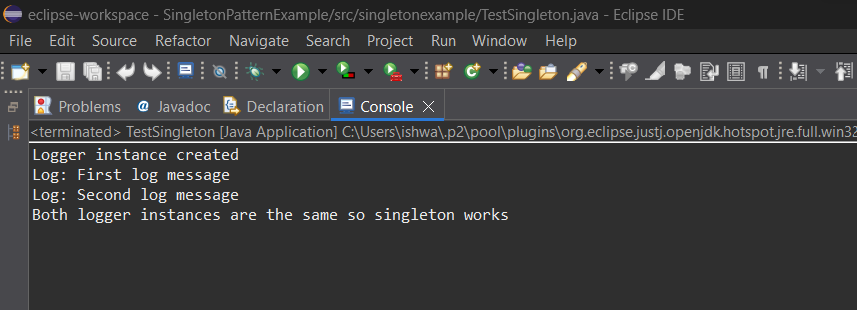 eclipse-workspace - SingletonPatternExample/src/singletonexample/TestSingleton.java - Eclipse IDE
File Edit Source Refactor Navigate Search Project Run Window Help
Problems @ Javadoc Declaration Console
<terminated> TestSingleton [Java Application] C:\Users\ishwa\.p2\pool\plugins\org.eclipse.justj.openjdk.hotspot.jre.full.win32
Logger instance created
Log: First log message
Log: Second log message
Both logger instances are the same so singleton works